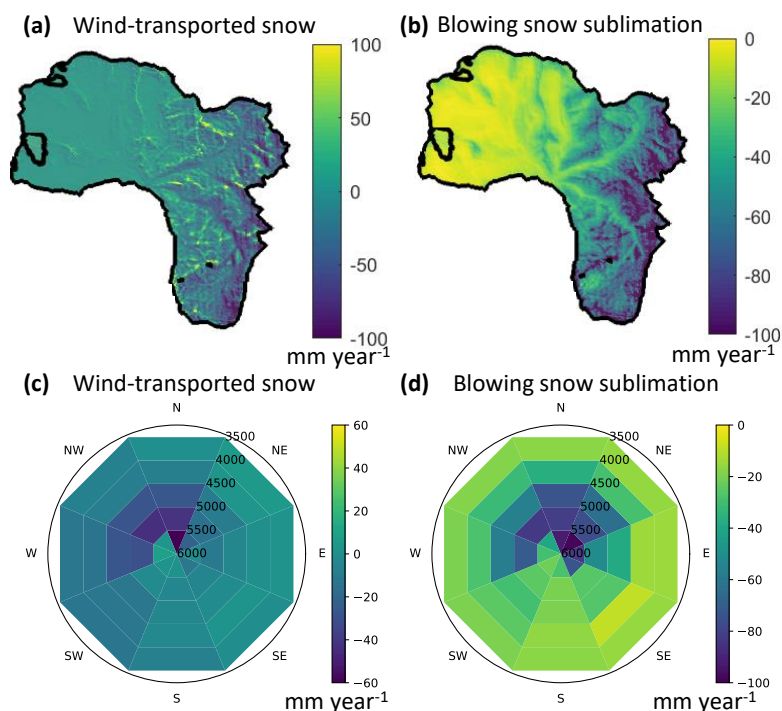 (a) Wind-transported snow
100
50
0
-50
-100
mm year-1
(b) Blowing snow sublimation
0
-20
-40
-60
-80
-100
mm year-1
(c) Wind-transported snow
N
NW
NE
W
E
SW
SE
S
3500
4000
4500
5500
6000
60
40
20
0
−20
−40
−60
mm year-1
(d) Blowing snow sublimation
N
NW
NE
W
E
SW
SE
S
3500
4000
4500
5500
6000
0
−20
−40
−60
−80
−100
mm year-1